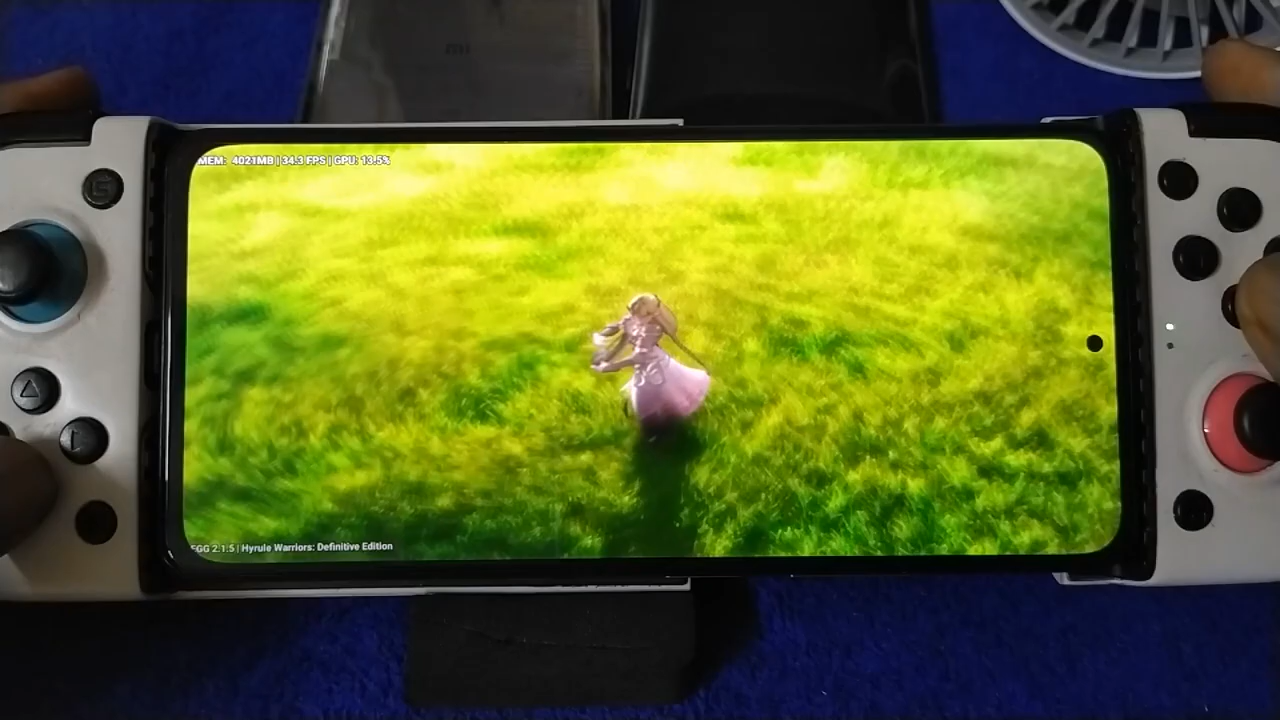 MEM: 4021MB | 34.3 FPS | GPU: 13.5%
EGG 2.1.5 | Hyrule Warriors: Definitive Edition